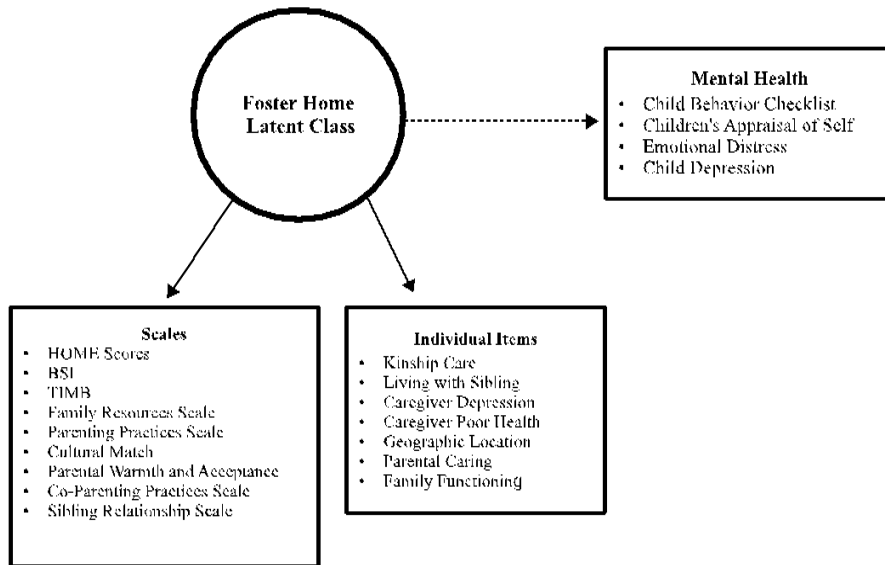 Foster Home
Latent Class
Mental Health
• Child Behavior Checklist
• Children's Appraisal of Self
• Emotional Distress
• Child Depression
Scales
• HOME Scores
• BSI
• TIMB
• Family Resources Scale
• Parenting Practices Scale
• Cultural Match
• Parental Warmth and Acceptance
• Co-Parenting Practices Scale
• Sibling Relationship Scale
Individual Items
• Kinship Care
• Living with Sibling
• Caregiver Depression
• Caregiver Poor Health
• Geographic Location
• Parental Caring
• Family Functioning